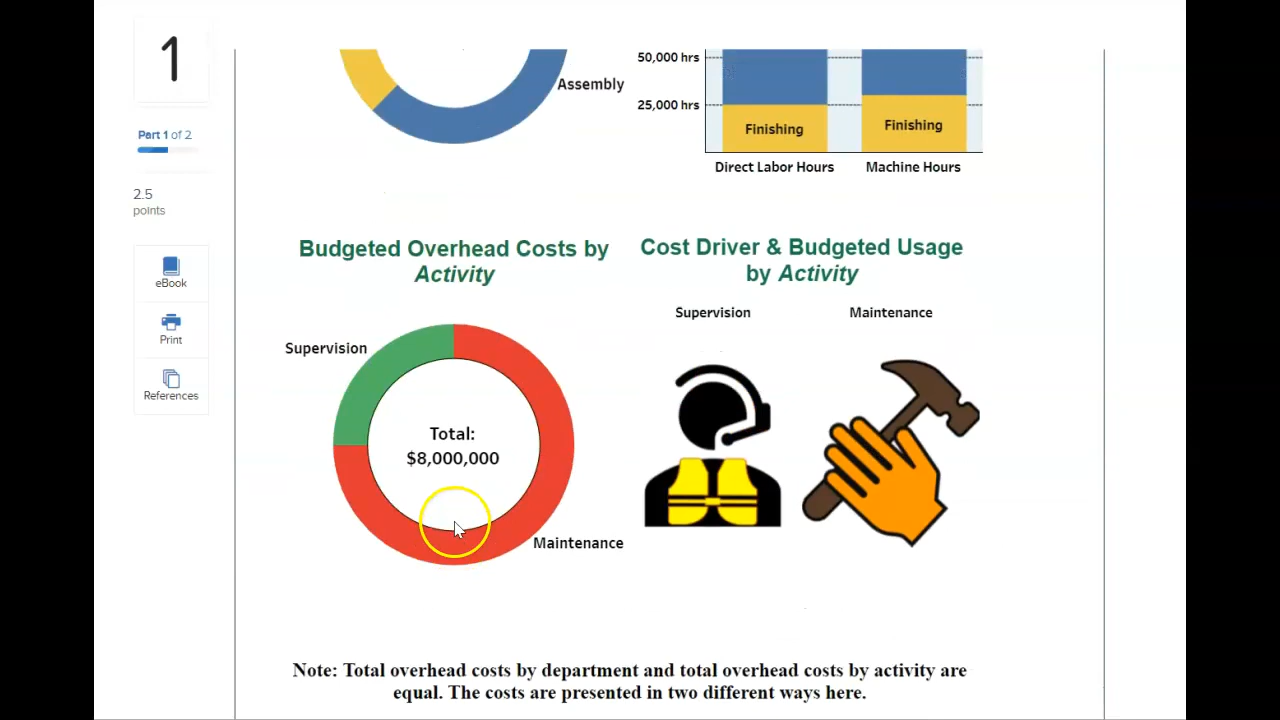 1
Part 1 of 2
2.5
points
eBook
Print
References
Assembly
50,000 hrs
25,000 hrs
Finishing
Finishing
Direct Labor Hours
Machine Hours
Budgeted Overhead Costs by
Activity
Supervision
Total:
$8,000,000
Maintenance
Cost Driver & Budgeted Usage
by Activity
Supervision
Maintenance
Note: Total overhead costs by department and total overhead costs by activity are
equal. The costs are presented in two different ways here.